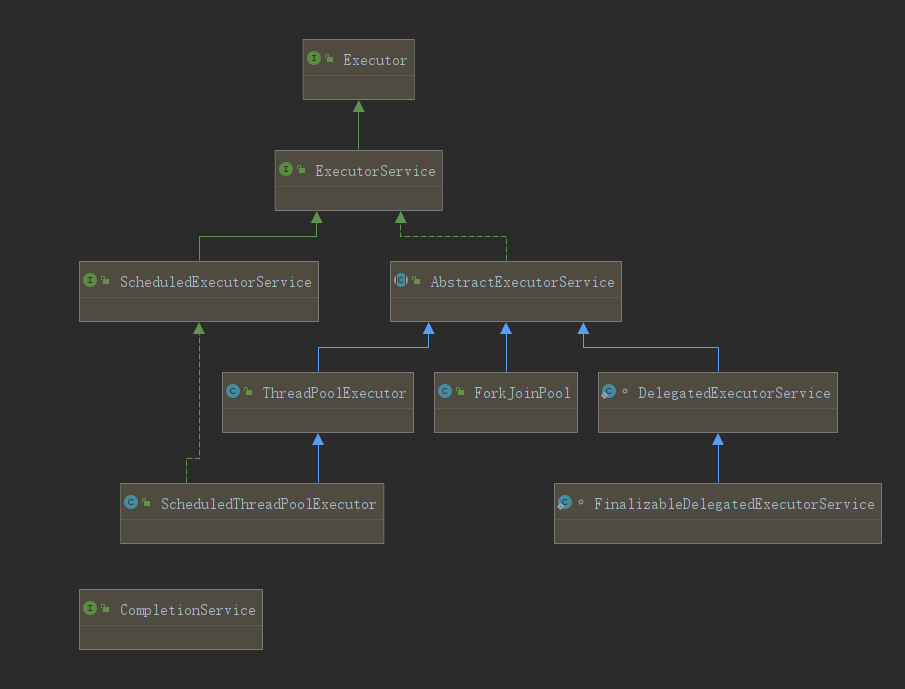 Executor
ExecutorService
ScheduledExecutorService
AbstractExecutorService
ThreadPoolExecutor
ForkJoinPool
DelegatedExecutorService
ScheduledThreadPoolExecutor
FinalizableDelegatedExecutorService
CompletionService